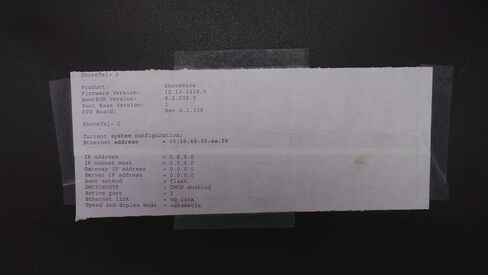 ShoreTel> 1
Product: ShoreWare
Firmware Version: 12.13.1320.0
BootROM Version: 8.2.232.0
Boot Base Version: 1
CPU Board: Rev 2.1.158
ShoreTel> 2
Current system configuration:
Ethernet address = 00:10:49:03:aa:f8
IP address = 0.0.0.0
IP subnet mask = 0.0.0.0
Gateway IP address = 0.0.0.0
Server IP address = 0.0.0.0
Boot method = flash
DHCP/BOOTP = DHCP enabled
Active port = 2
Ethernet link = no link
Speed and duplex mode = automatic